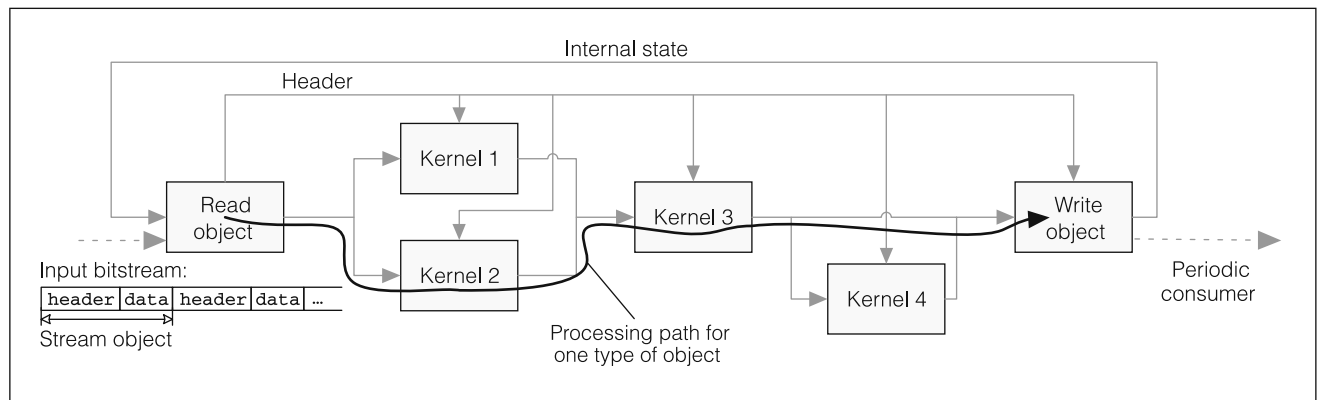 Internal state
Header
Kernel 1
Read
object
Kernel 3
Write
object
Kernel 2
Kernel 4
Input bitstream:
header data header data ...
Stream object
Processing path for
one type of object
Periodic
consumer